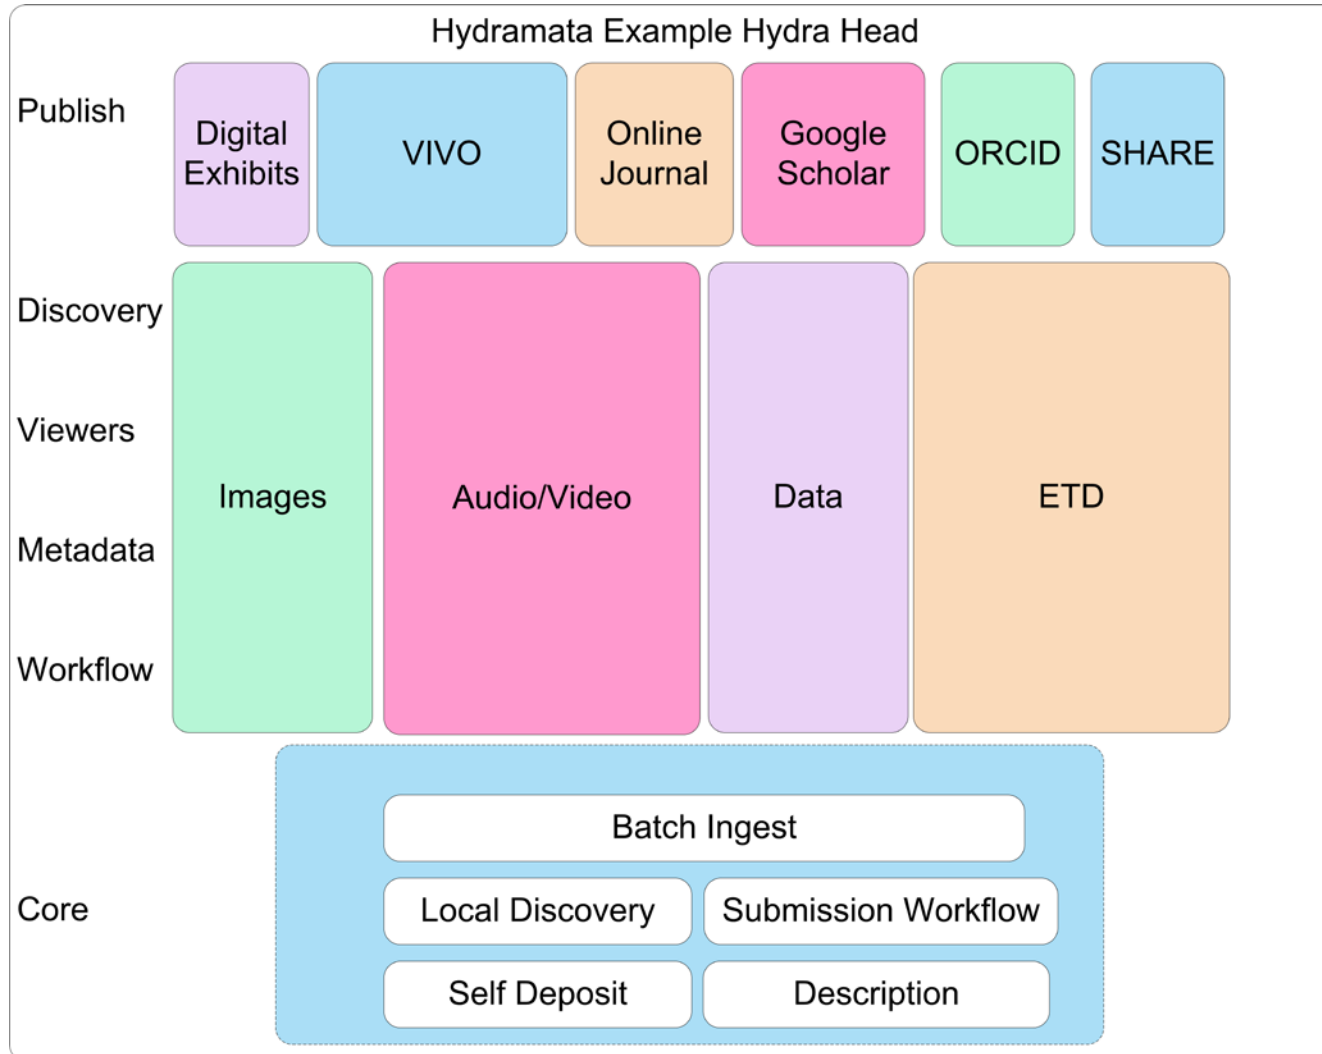 Hydramata Example Hydra Head
Publish
Digital
Exhibits
VIVO
Online
Journal
Google
Scholar
ORCID
SHARE
Discovery
Viewers
Metadata
Workflow
Images
Audio/Video
Data
ETD
Core
Batch Ingest
Local Discovery
Submission Workflow
Self Deposit
Description